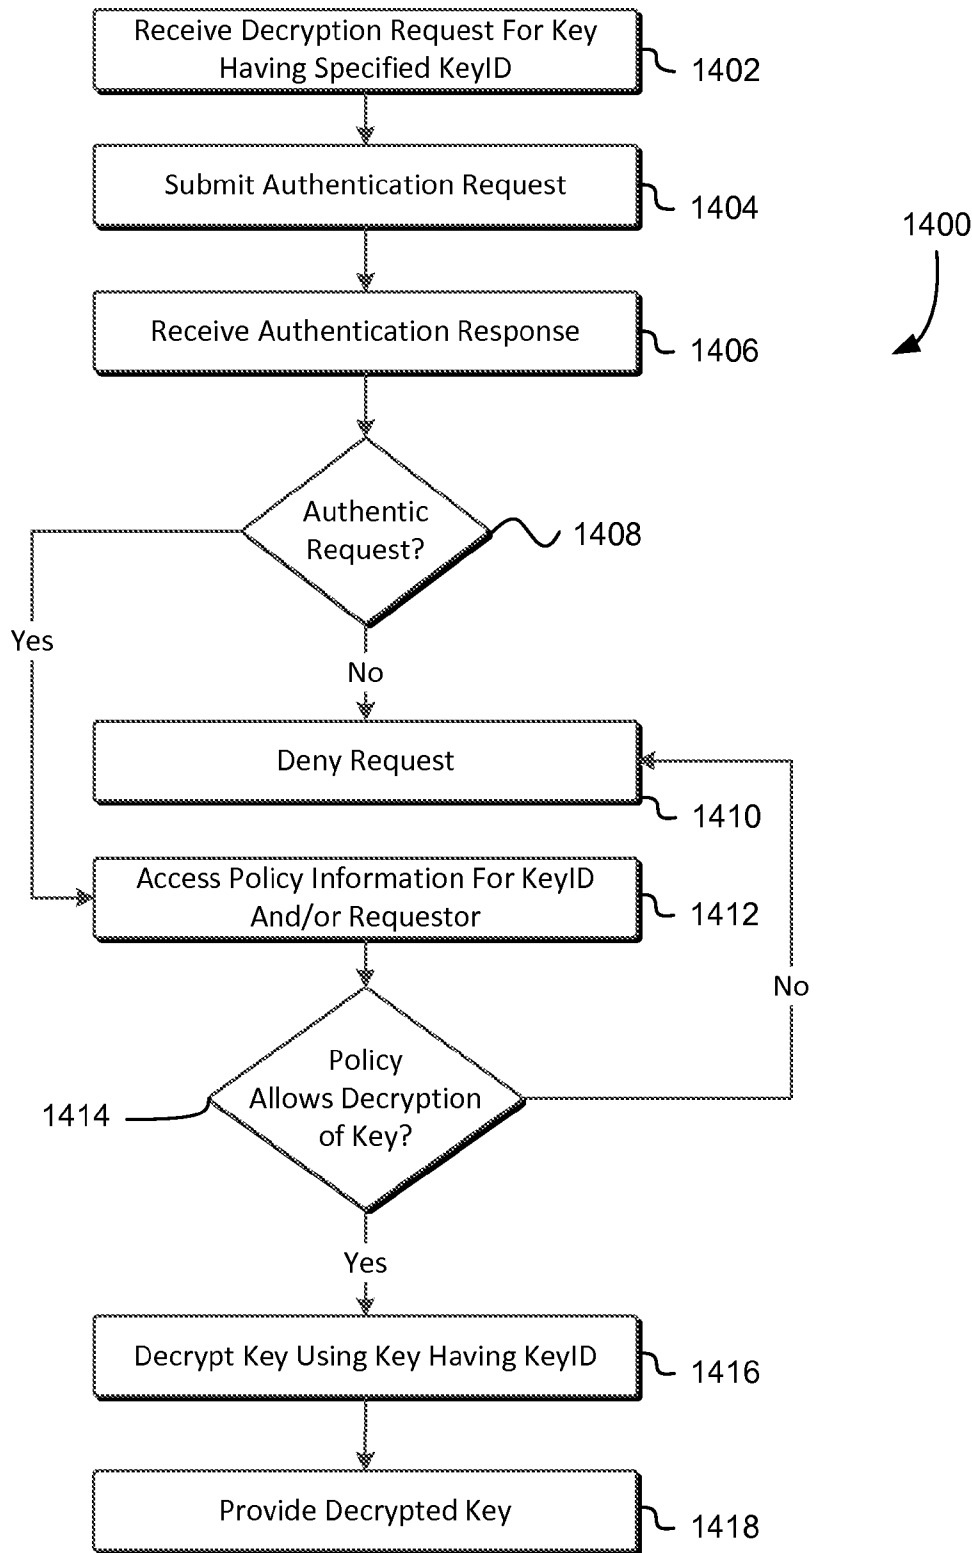 Receive Decryption Request For Key
Having Specified KeyID
1402
Submit Authentication Request
1404
1400
Receive Authentication Response
1406
Authentic
Request?
1408
Yes
No
Deny Request
1410
Access Policy Information For KeyID
And/or Requestor
1412
No
Policy
Allows Decryption
of Key?
1414
Yes
Decrypt Key Using Key Having KeyID
1416
Provide Decrypted Key
1418